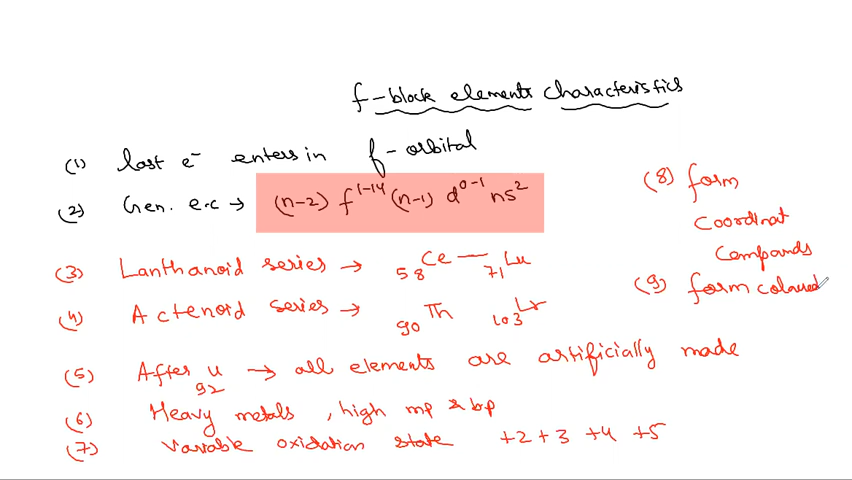 f-block elements characteristics
(1) last e⁻ enters in f-orbital
(2) Gen. e.c → (n-2) f¹⁻¹⁴ (n-1) d⁰⁻¹ ns²
(3) Lanthanoid series → ₅₈Ce — ₇₁Lu
(4) Actenoid series → ₉₀Th ₁₀₃Lr
(5) After U₉₂ → all elements are artificially made
(6) Heavy metals, high mp & bp
(7) Variable oxidation state +2 +3 +4 +5
(8) form
coordinat
compounds
(9) form coloured